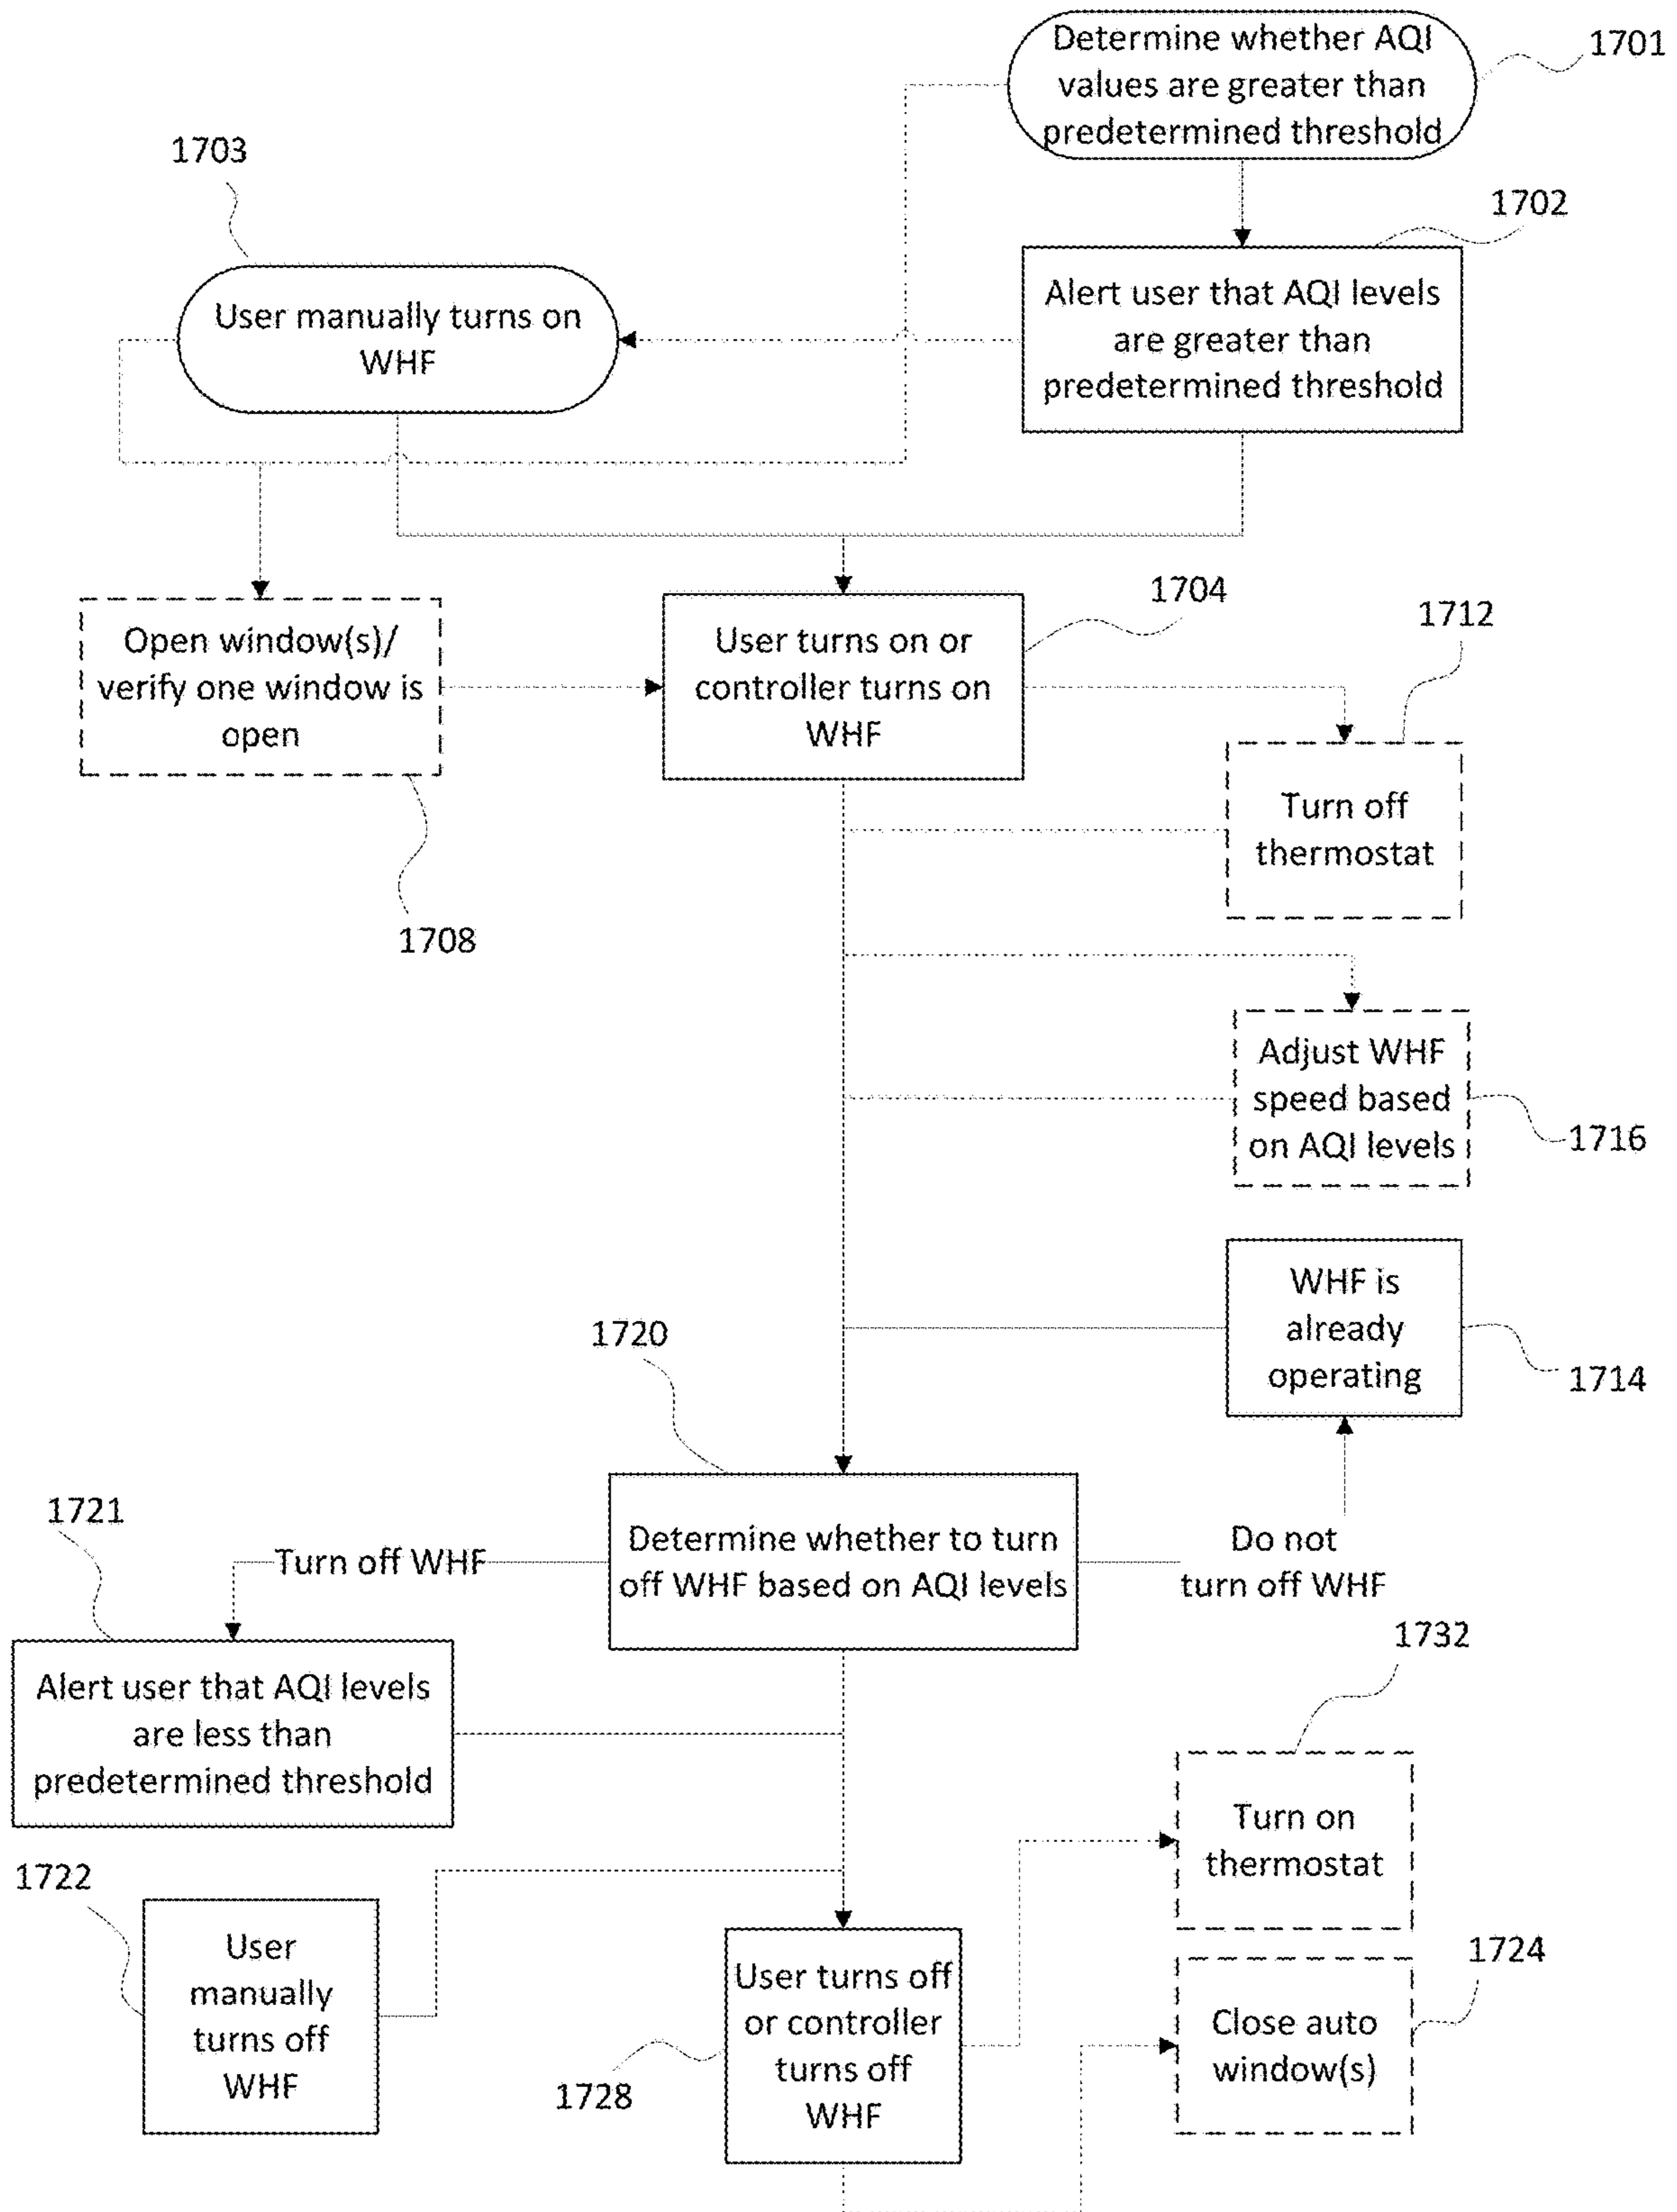 Determine whether AQI
values are greater than
predetermined threshold
1701
1703
1702
User manually turns on
WHF
Alert user that AQI levels
are greater than
predetermined threshold
1704
1712
Open window(s)/
verify one window is
open
User turns on or
controller turns on
WHF
Turn off
thermostat
1708
Adjust WHF
speed based
on AQI levels
1716
WHF is
already
operating
1714
1720
1721
Turn off WHF
Determine whether to turn
off WHF based on AQI levels
Do not
turn off WHF
1732
Alert user that AQI levels
are less than
predetermined threshold
Turn on
thermostat
1722
User
manually
turns off
WHF
User turns off
or controller
turns off
WHF
1728
1724
Close auto
window(s)